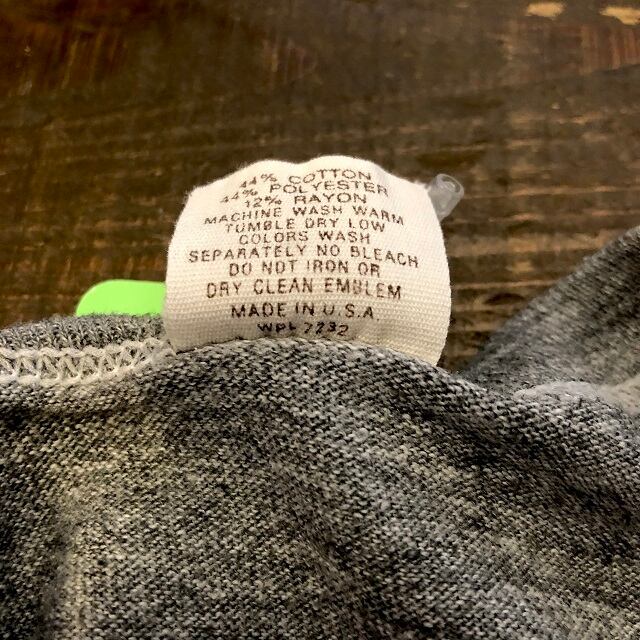 44% COTTON
44% POLYESTER
12% RAYON
MACHINE WASH WARM
TUMBLE DRY LOW
COLORS WASH
SEPARATELY NO BLEACH
DO NOT IRON OR
DRY CLEAN EMBLEM
MADE IN U.S.A
WPL 7232